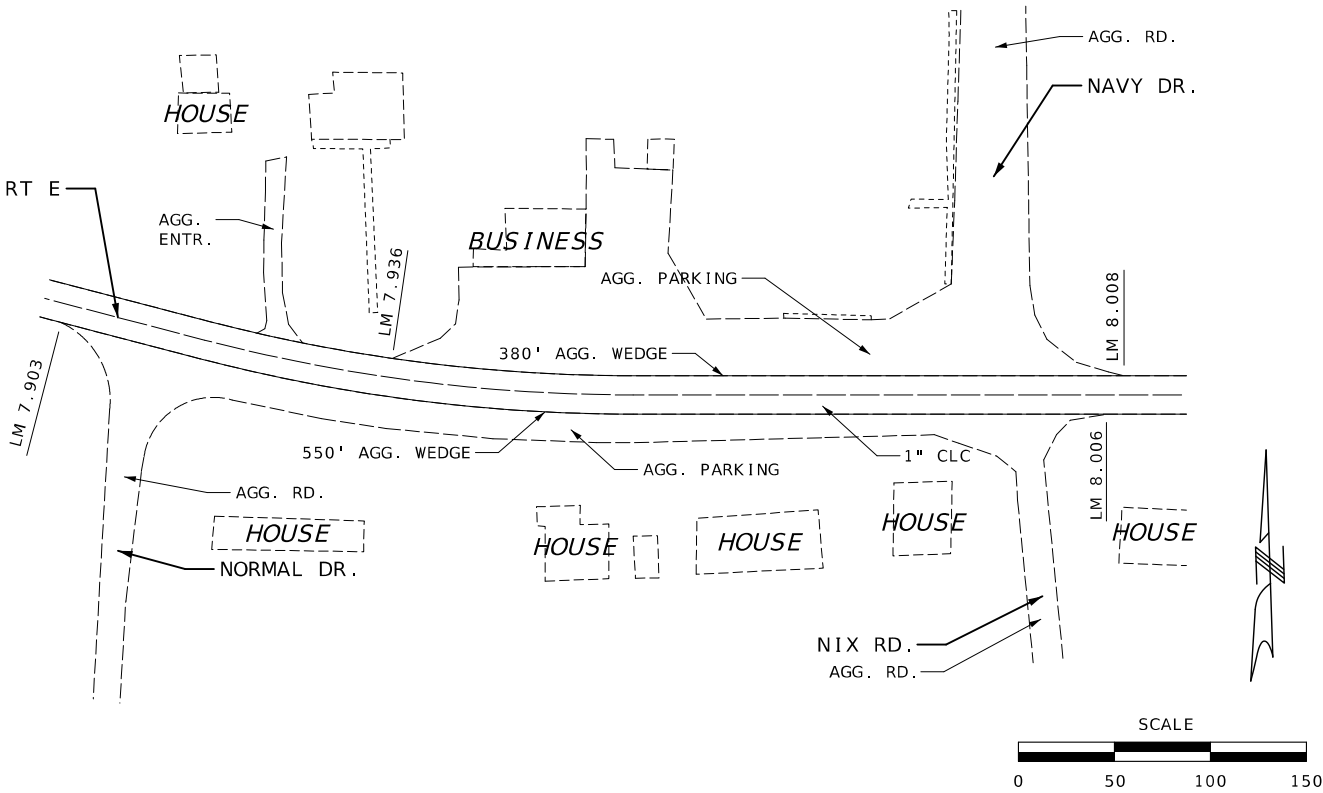 AGG. RD.
NAVY DR.
HOUSE
RT E
AGG.
ENTR.
BUSINESS
LM 7.936
AGG. PARKING
LM 8.008
380' AGG. WEDGE
LM 7.903
550' AGG. WEDGE
AGG. PARKING
1" CLC
LM 8.006
AGG. RD.
HOUSE
HOUSE
HOUSE
HOUSE
HOUSE
NORMAL DR.
NIX RD.
AGG. RD.
SCALE
0 50 100 150